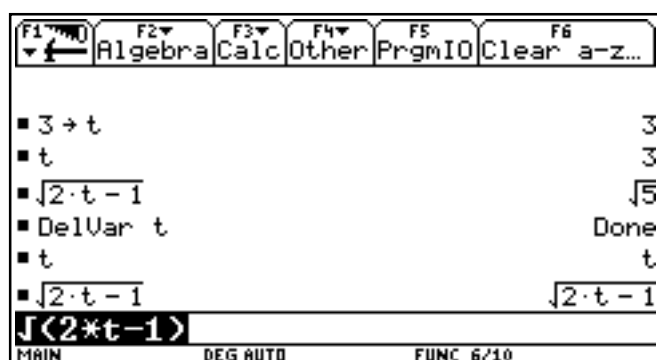 F1 F2 Algebra F3 Calc F4 Other F5 PrgmIO F6 Clear a-z…
▪ 3 → t 3
▪ t 3
▪ √(2·t − 1) √5
▪ DelVar t Done
▪ t t
▪ √(2·t − 1) √(2·t − 1)
√(2*t−1)
MAIN DEG AUTO FUNC 6/10